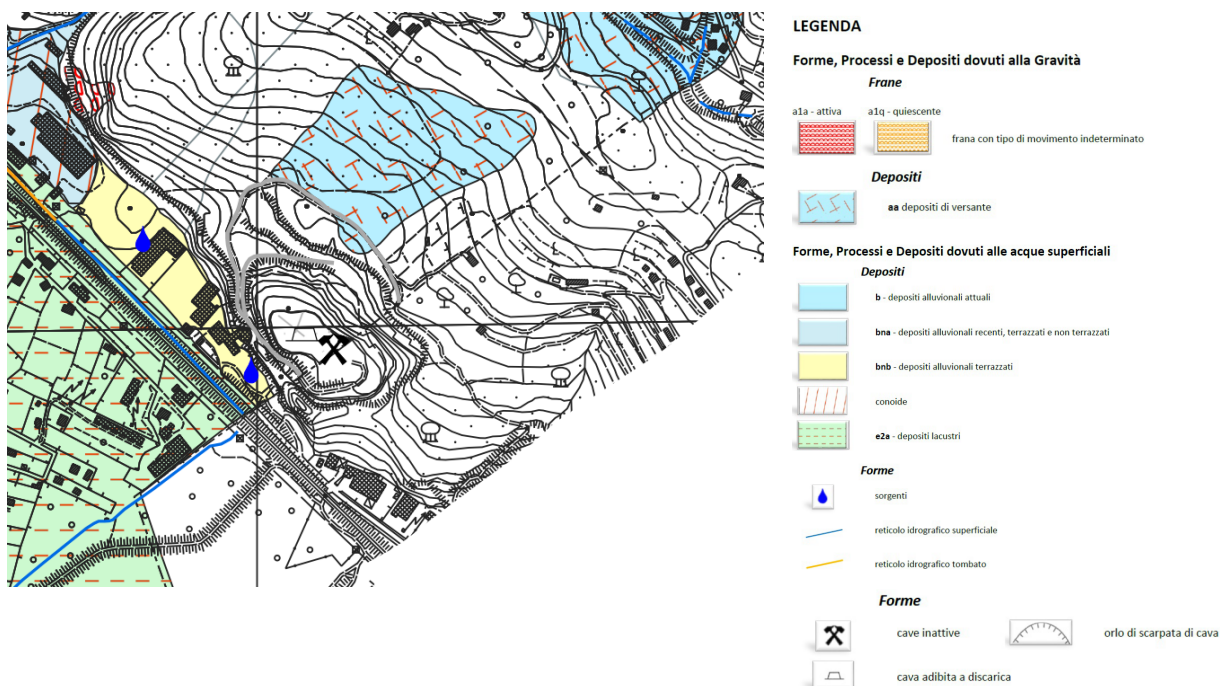 LEGENDA
Forme, Processi e Depositi dovuti alla Gravità
Frane
a1a - attiva a1q - quiescente
frana con tipo di movimento indeterminato
Depositi
aa depositi di versante
Forme, Processi e Depositi dovuti alle acque superficiali
Depositi
b - depositi alluvionali attuali
bna - depositi alluvionali recenti, terrazzati e non terrazzati
bnb - depositi alluvionali terrazzati
conoide
e2a - depositi lacustri
Forme
sorgenti
reticolo idrografico superficiale
reticolo idrografico tombato
Forme
cave inattive orlo di scarpata di cava
cava adibita a discarica